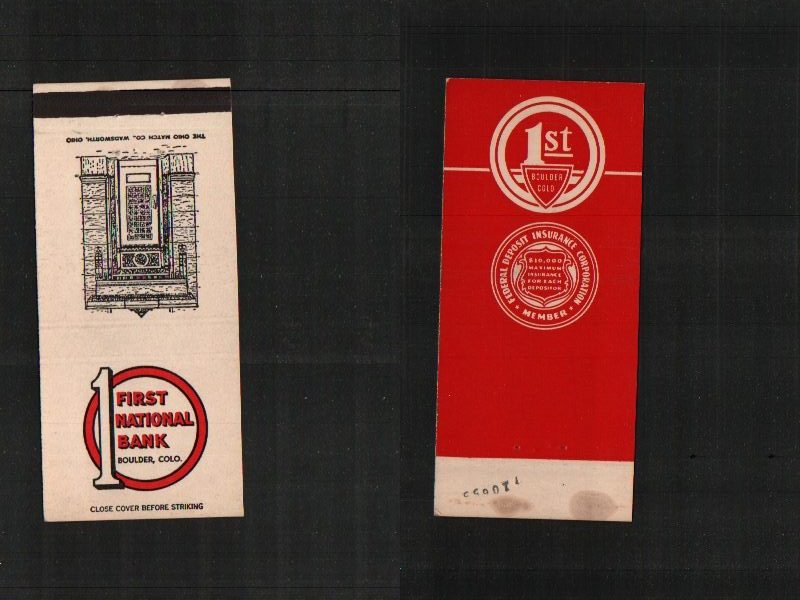 THE OHIO MATCH CO., WADSWORTH, OHIO
1 FIRST
NATIONAL
BANK
BOULDER, COLO.
CLOSE COVER BEFORE STRIKING
1st
BOULDER
COLO
FEDERAL DEPOSIT INSURANCE CORPORATION
$10,000
MAXIMUM
INSURANCE
FOR EACH
DEPOSITOR
MEMBER